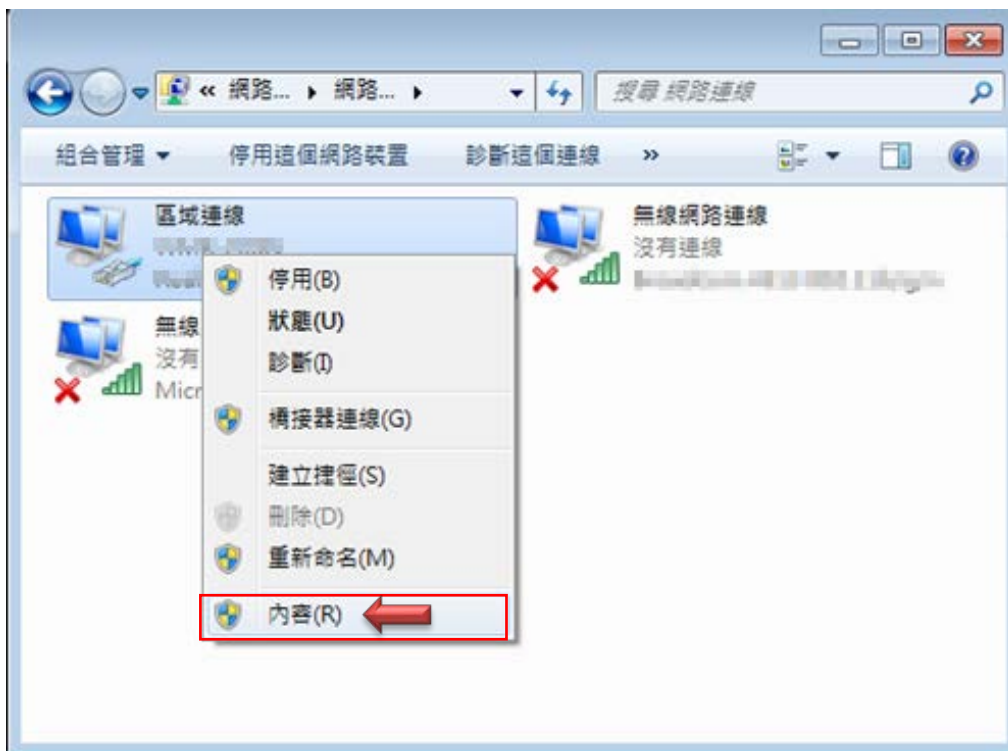 « 網路... ▸ 網路... ▸
搜尋 網路連線
組合管理 停用這個網路裝置 診斷這個連線 »
區域連線
無線網路連線
沒有連線
無線
沒有
Micr
停用(B)
狀態(U)
診斷(I)
橋接器連線(G)
建立捷徑(S)
刪除(D)
重新命名(M)
內容(R)